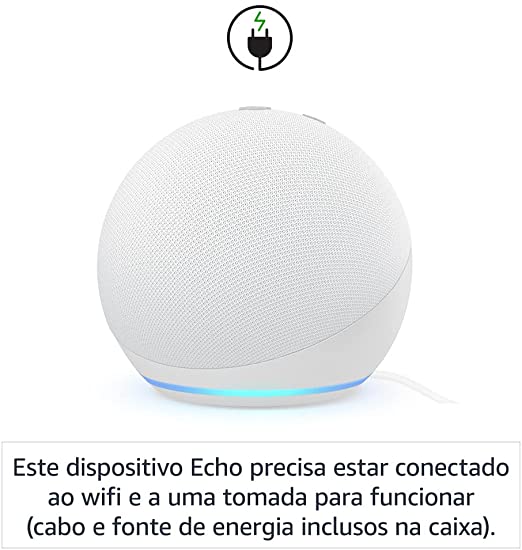 Este dispositivo Echo precisa estar conectado
ao wifi e a uma tomada para funcionar
(cabo e fonte de energia inclusos na caixa).